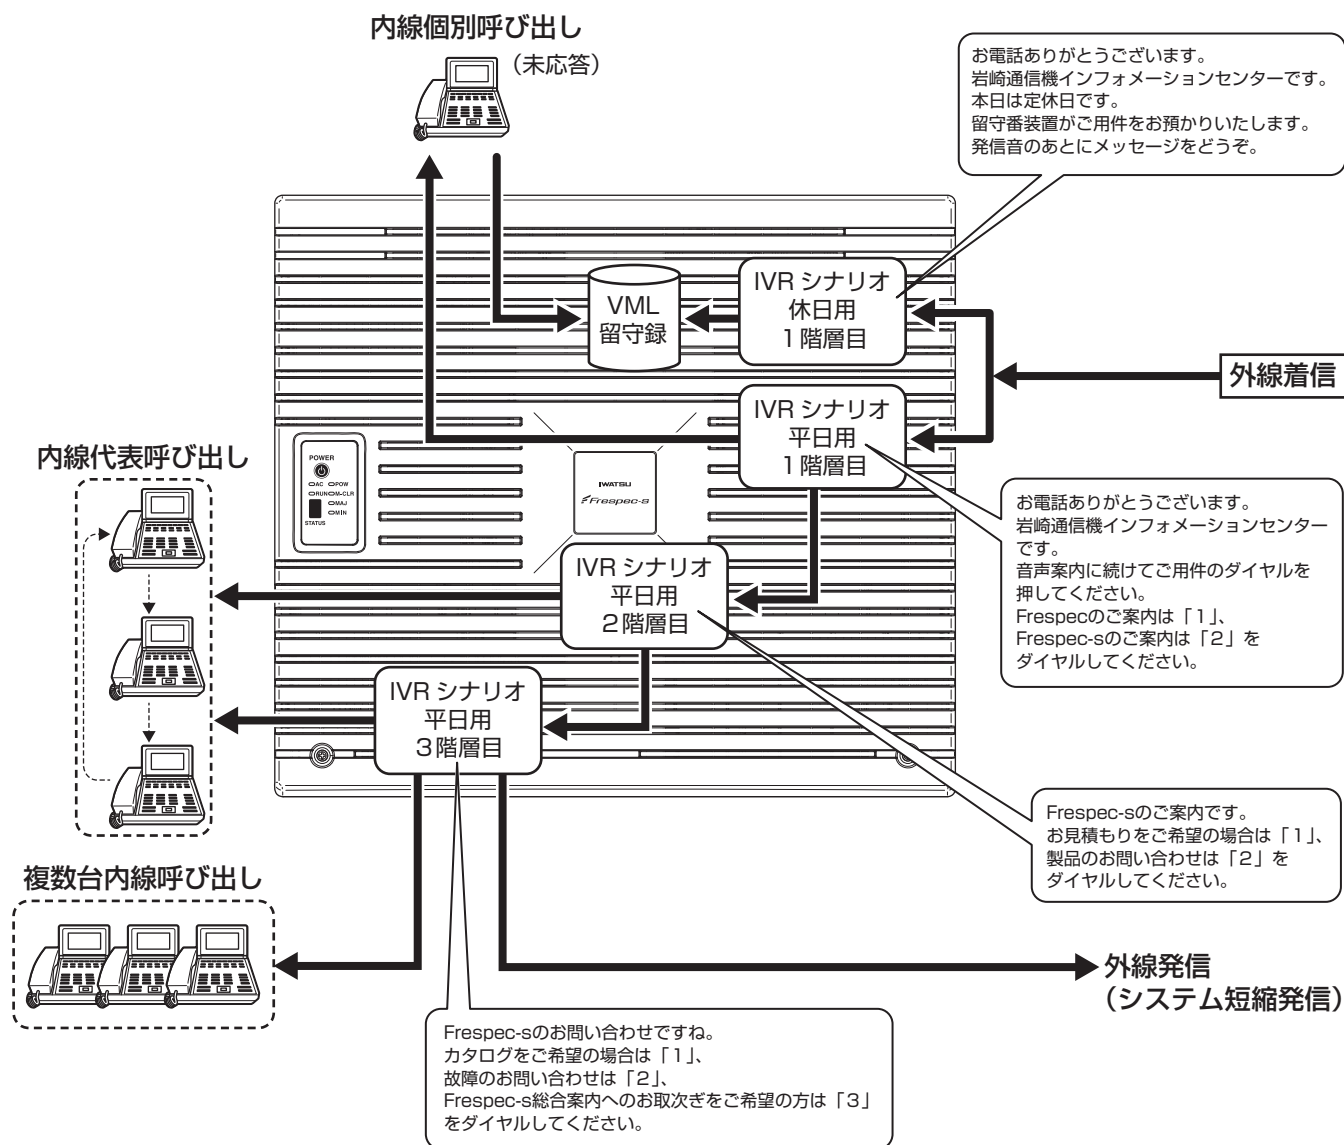 内線個別呼び出し
（未応答）
お電話ありがとうございます。
岩崎通信機インフォメーションセンターです。
本日は定休日です。
留守番装置がご用件をお預かりいたします。
発信音のあとにメッセージをどうぞ。
VML
留守録
IVR シナリオ
休日用
1階層目
外線着信
IVR シナリオ
平日用
1階層目
内線代表呼び出し
POWER
AC POW
RUN M-CLR
MAJ
MIN
STATUS
IWATSU
Frespec-s
お電話ありがとうございます。
岩崎通信機インフォメーションセンター
です。
音声案内に続けてご用件のダイヤルを
押してください。
Frespecのご案内は「1」、
Frespec-sのご案内は「2」を
ダイヤルしてください。
IVR シナリオ
平日用
2階層目
IVR シナリオ
平日用
3階層目
Frespec-sのご案内です。
お見積もりをご希望の場合は「1」、
製品のお問い合わせは「2」を
ダイヤルしてください。
複数台内線呼び出し
外線発信
（システム短縮発信）
Frespec-sのお問い合わせですね。
カタログをご希望の場合は「1」、
故障のお問い合わせは「2」、
Frespec-s総合案内へのお取次ぎをご希望の方は「3」
をダイヤルしてください。